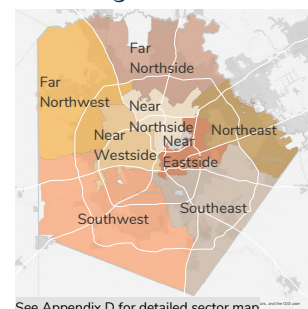 Far
Northside
Far
Northwest
Near
Northside
Northeast
Near
Westside
Near
Eastside
Southwest
Southeast
See Appendix D for detailed sector map